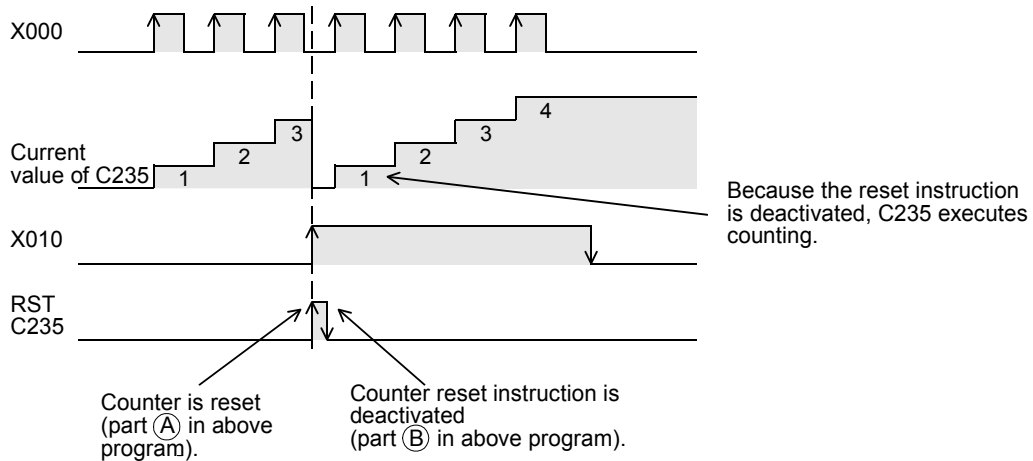 X000
Current
value of C235
1
2
3
1
2
3
4
Because the reset instruction
is deactivated, C235 executes
counting.
X010
RST
C235
Counter is reset
(part Ⓐ in above
program).
Counter reset instruction is
deactivated
(part Ⓑ in above program).